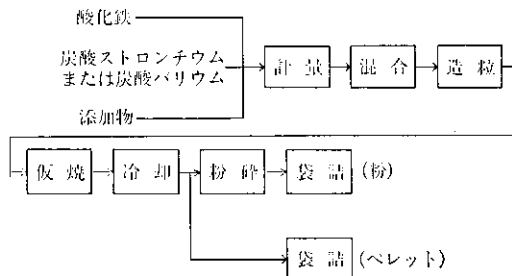 酸化鉄
炭酸ストロンチウム
または炭酸バリウム
添加物
計量
混合
造粒
仮焼
冷却
粉砕
袋詰 (粉)
袋詰 (ペレット)